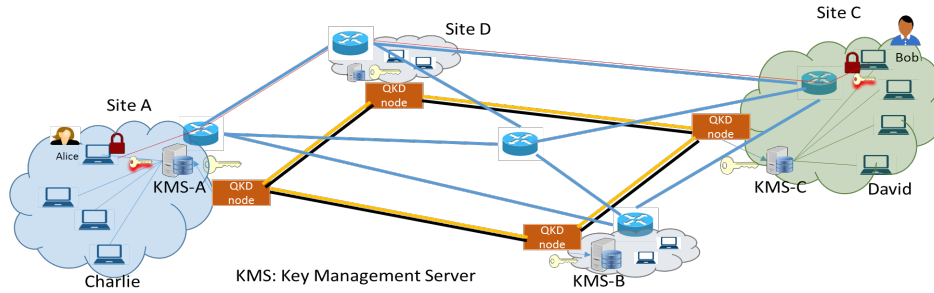 Site C
Site D
Bob
Site A
QKD
node
QKD
node
Alice
KMS-A
KMS-C
QKD
node
David
QKD
node
Charlie
KMS: Key Management Server
KMS-B